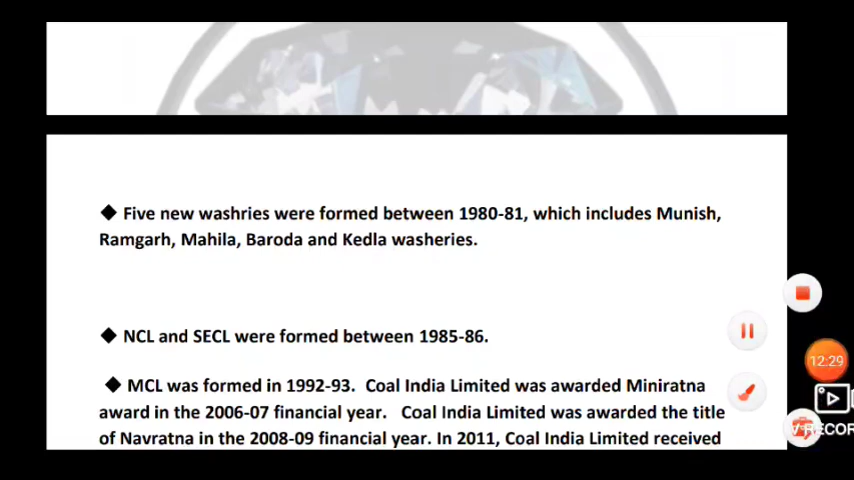 ◆ Five new washries were formed between 1980-81, which includes Munish,
Ramgarh, Mahila, Baroda and Kedla washeries.
◆ NCL and SECL were formed between 1985-86.
◆ MCL was formed in 1992-93. Coal India Limited was awarded Miniratna
award in the 2006-07 financial year. Coal India Limited was awarded the title
of Navratna in the 2008-09 financial year. In 2011, Coal India Limited received
12:29
RECOR